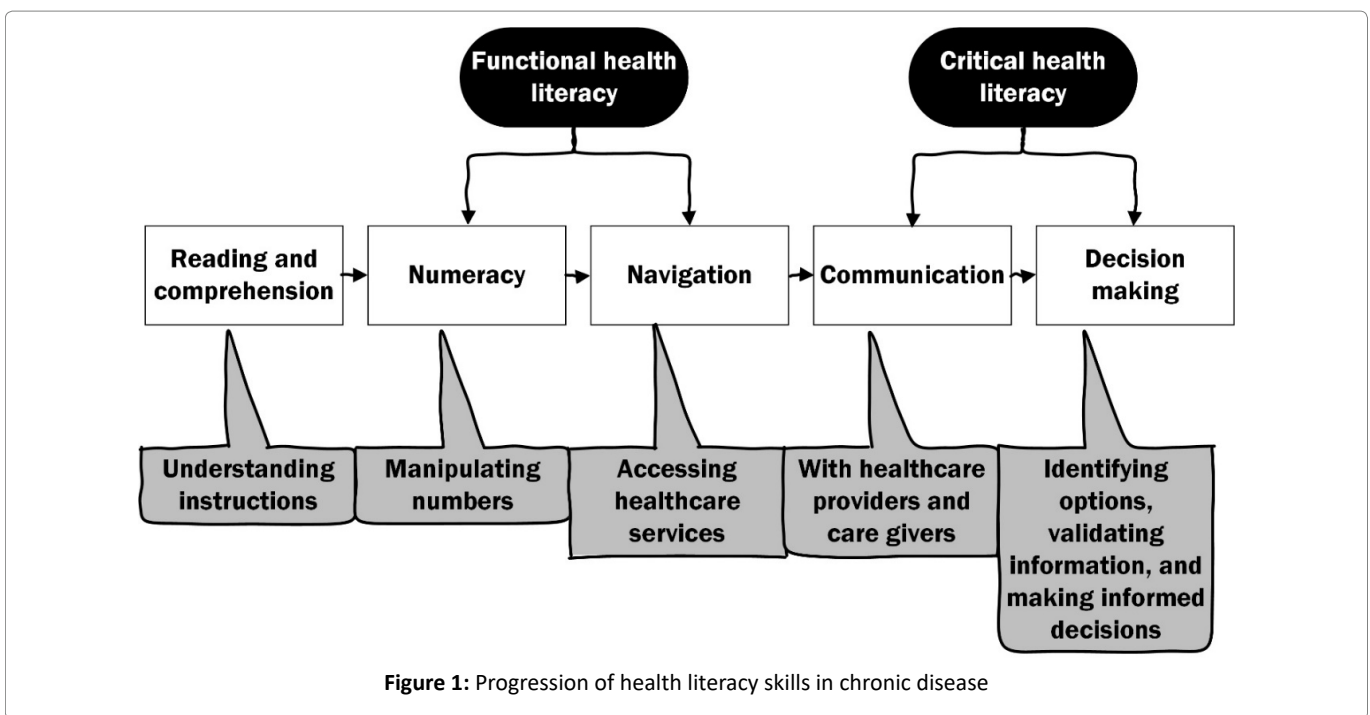 Functional health
literacy
Critical health
literacy
Reading and
comprehension
Numeracy
Navigation
Communication
Decision
making
Understanding
instructions
Manipulating
numbers
Accessing
healthcare
services
With healthcare
providers and
care givers
Identifying
options,
validating
information, and
making informed
decisions
Figure 1: Progression of health literacy skills in chronic disease